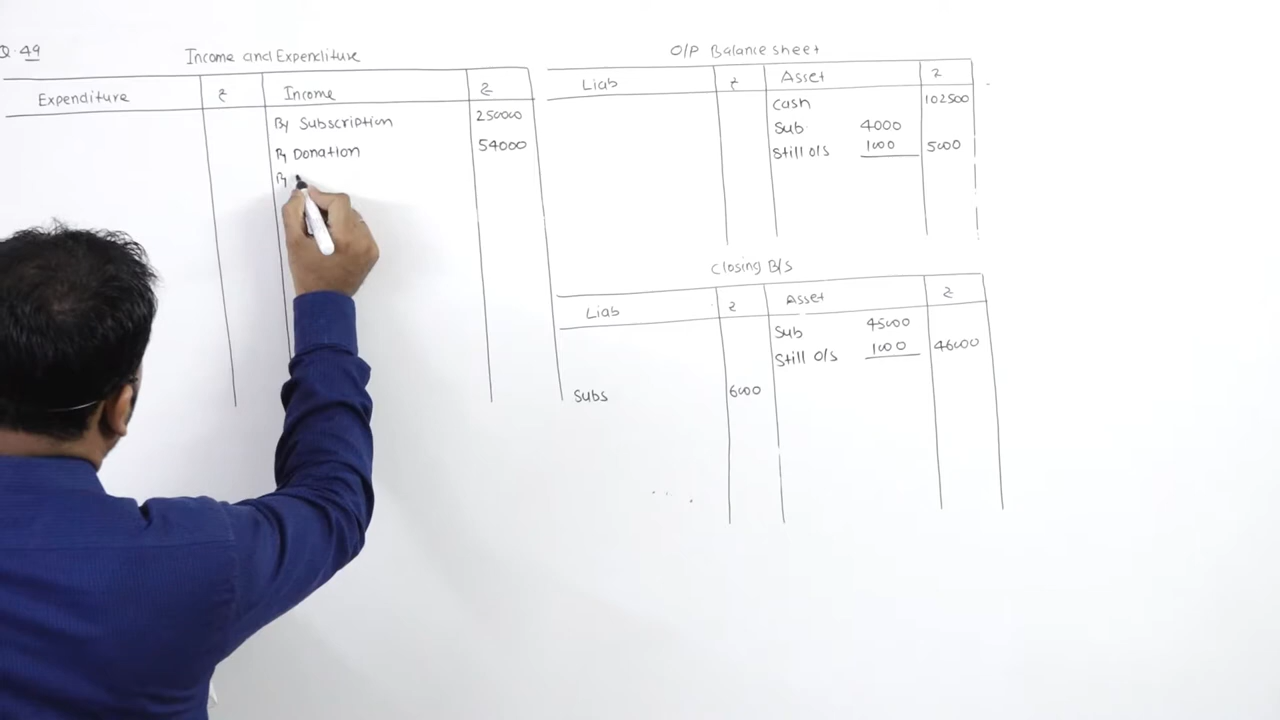 Q.49
Income and Expenditure
Expenditure ₹ Income ₹
By Subscription 250000
By Donation 54000
By
O/P Balance sheet
Liab ₹ Asset ₹
Cash 102500
Sub 4000
Still o/s 1000 5000
Closing B/S
Liab ₹ Asset ₹
Sub 45000
Still o/s 1000 46000
Subs 6000